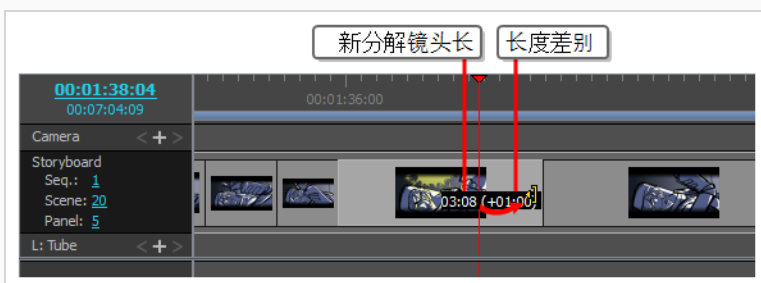 新分解镜头长
长度差别
00:01:38:04
00:07:04:09
00:01:36:00
Camera < + >
Storyboard
Seq.: 1
Scene: 20
Panel: 5
03:08 (+01:00)
L: Tube < + >